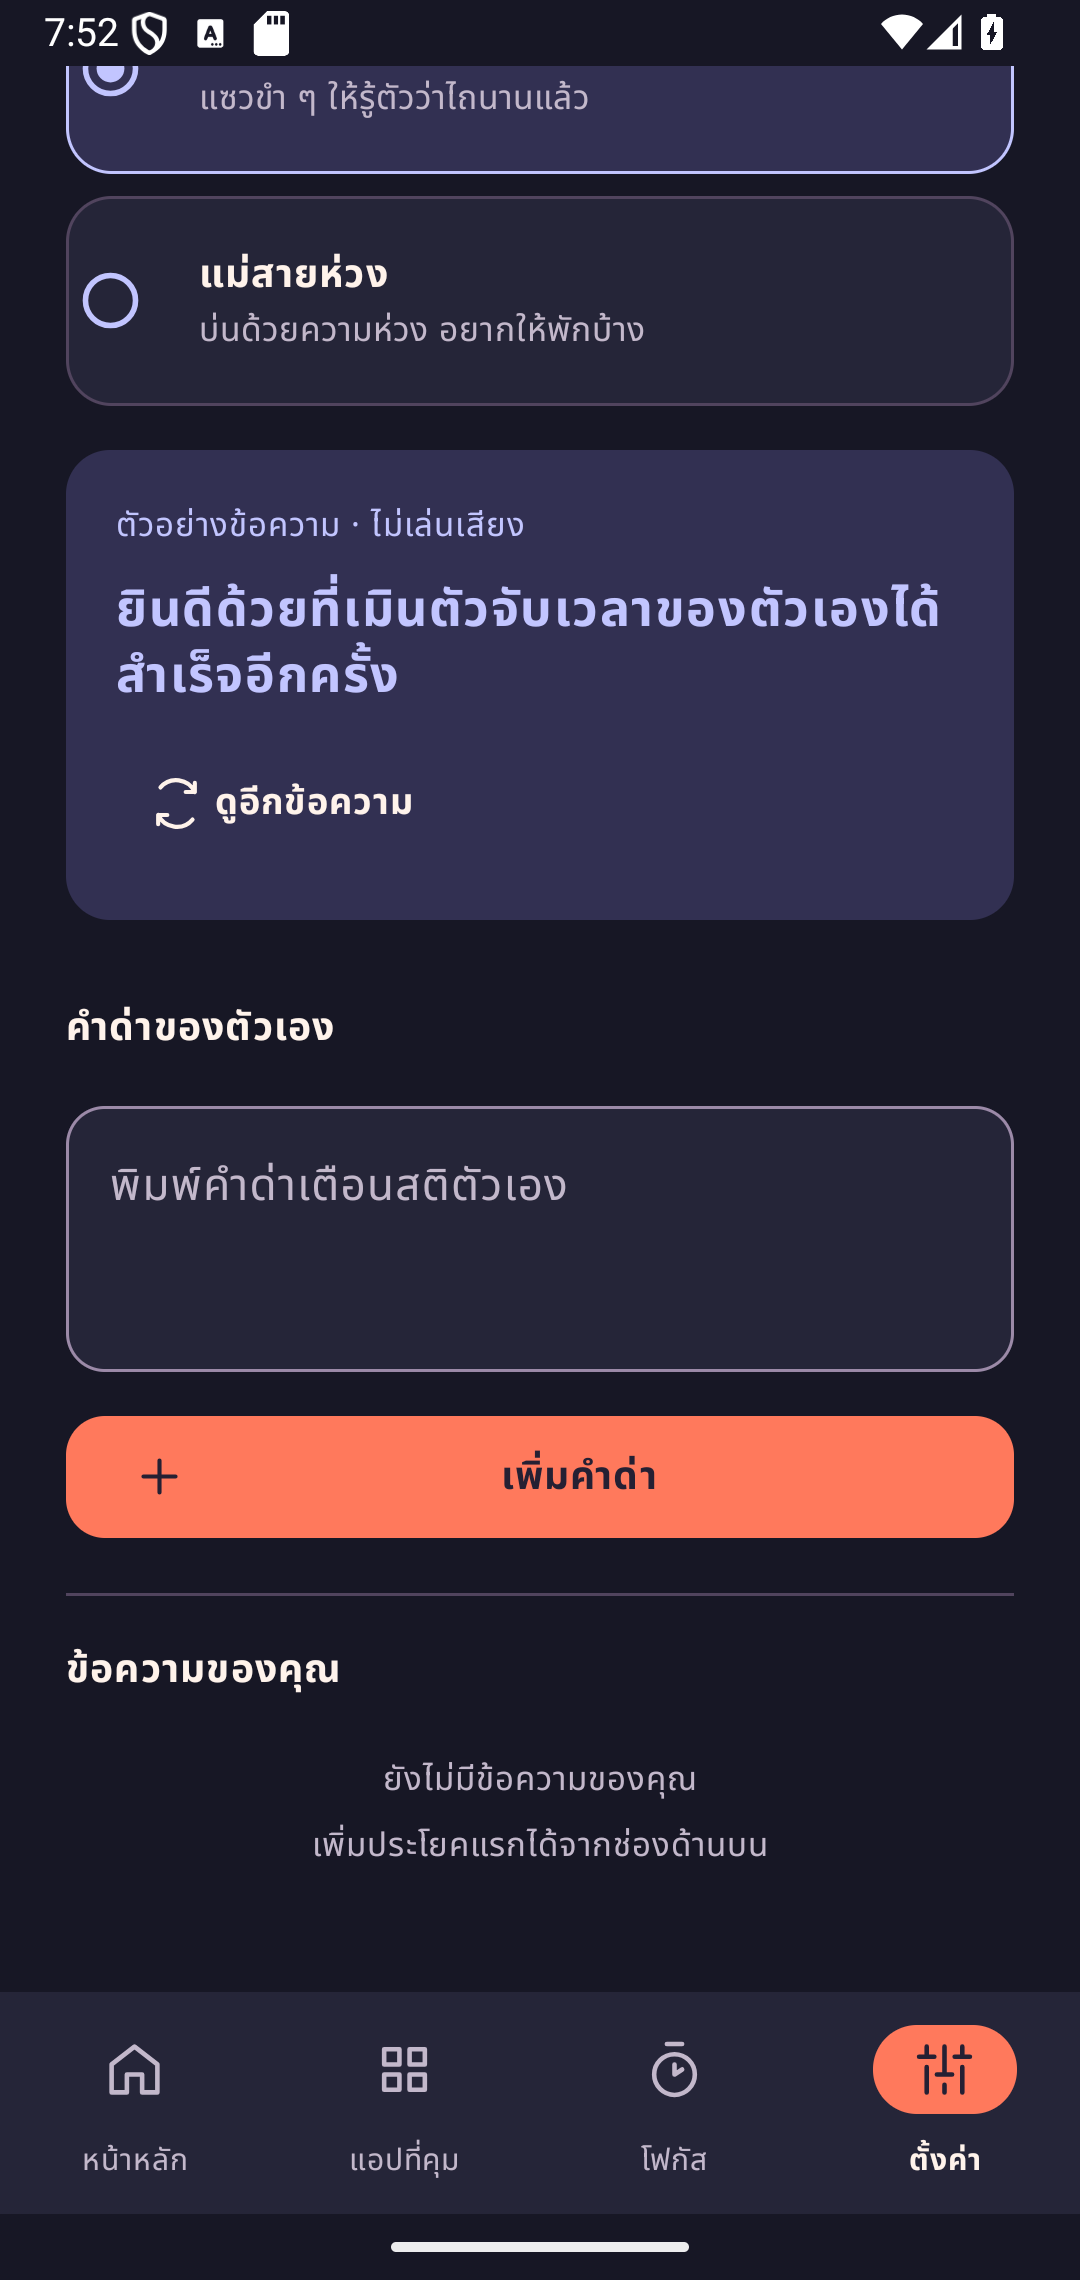 7:52
แซวขำ ๆ ให้รู้ตัวว่าไถนานแล้ว
แม่สายห่วง
บ่นด้วยความห่วง อยากให้พักบ้าง
ตัวอย่างข้อความ · ไม่เล่นเสียง
ยินดีด้วยที่เมินตัวจับเวลาของตัวเองได้
สำเร็จอีกครั้ง
ดูอีกข้อความ
คำด่าของตัวเอง
พิมพ์คำด่าเตือนสติตัวเอง
เพิ่มคำด่า
ข้อความของคุณ
ยังไม่มีข้อความของคุณ
เพิ่มประโยคแรกได้จากช่องด้านบน
หน้าหลัก
แอปที่คุม
โฟกัส
ตั้งค่า